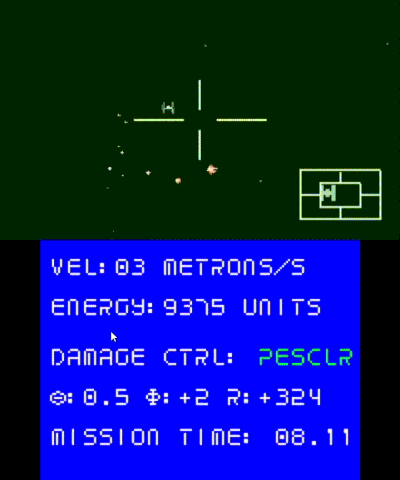 VEL: 03 METRONS/S
ENERGY: 9375 UNITS
DAMAGE CTRL: PESCLR
Θ: 0.5 Φ: +2 R: +324
MISSION TIME: 08.11